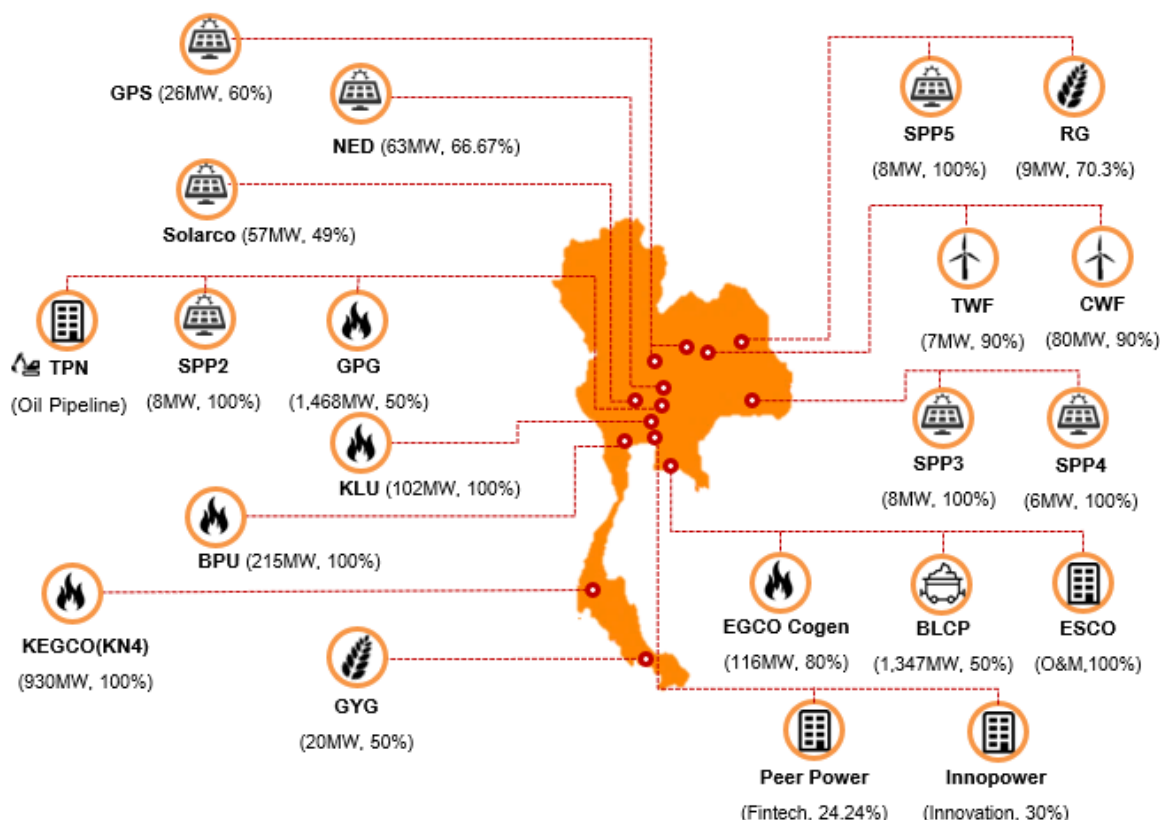 GPS (26MW, 60%)
NED (63MW, 66.67%)
Solarco (57MW, 49%)
TPN
(Oil Pipeline)
SPP2
(8MW, 100%)
GPG
(1,468MW, 50%)
KLU (102MW, 100%)
BPU (215MW, 100%)
KEGCO(KN4)
(930MW, 100%)
GYG
(20MW, 50%)
SPP5
(8MW, 100%)
RG
(9MW, 70.3%)
TWF
(7MW, 90%)
CWF
(80MW, 90%)
SPP3
(8MW, 100%)
SPP4
(6MW, 100%)
EGCO Cogen
(116MW, 80%)
BLCP
(1,347MW, 50%)
ESCO
(O&M,100%)
Peer Power
(Fintech, 24.24%)
Innopower
(Innovation, 30%)